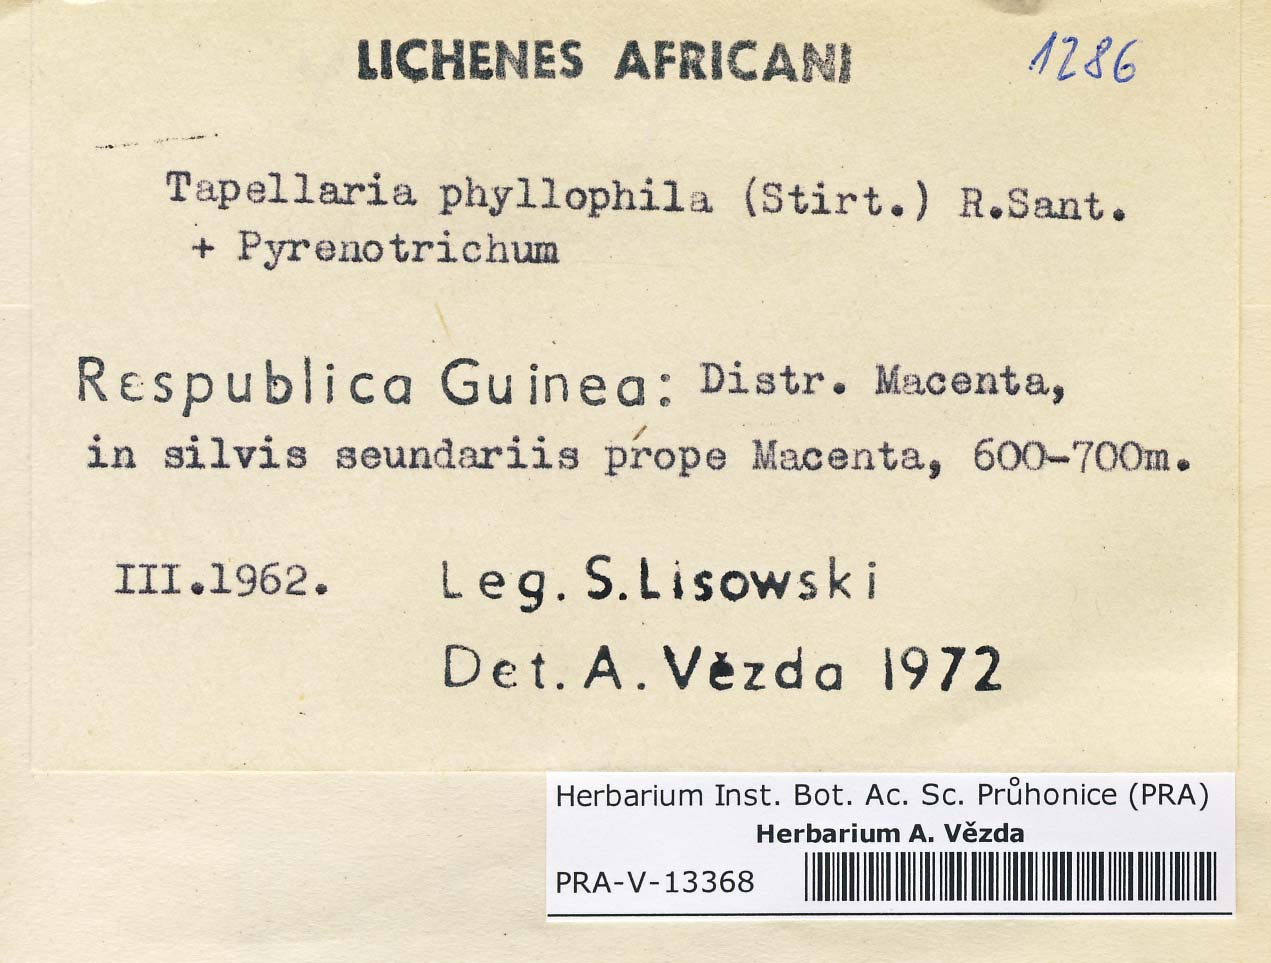 LICHENES AFRICANI 1286
Tapellaria phyllophila (Stirt.) R.Sant.
+ Pyrenotrichum
Respublica Guinea: Distr. Macenta,
in silvis seundariis prope Macenta, 600-700m.
III.1962. Leg. S. Lisowski
Det. A. Vězda 1972
Herbarium Inst. Bot. Ac. Sc. Průhonice (PRA)
Herbarium A. Vězda
PRA-V-13368